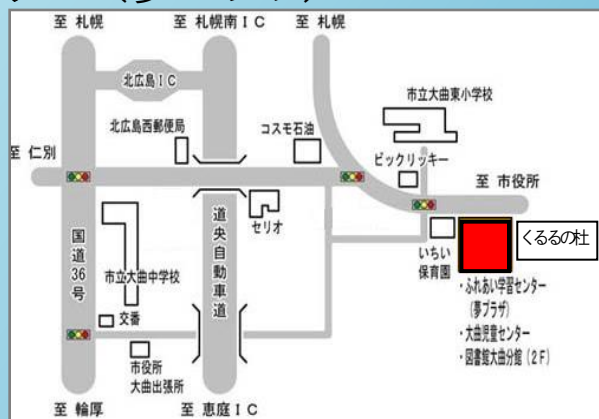 至 札幌
至 札幌南ＩＣ
至 札幌
北広島ＩＣ
市立大曲東小学校
北広島西郵便局
コスモ石油
至 仁別
ビックリッキー
至 市役所
セリオ
国道36号
道央自動車道
市立大曲中学校
いちい
保育園
くるるの杜
・ふれあい学習センター
(夢プラザ)
・大曲児童センター
・図書館大曲分館（２Ｆ）
交番
市役所
大曲出張所
至 輪厚
至 恵庭ＩＣ